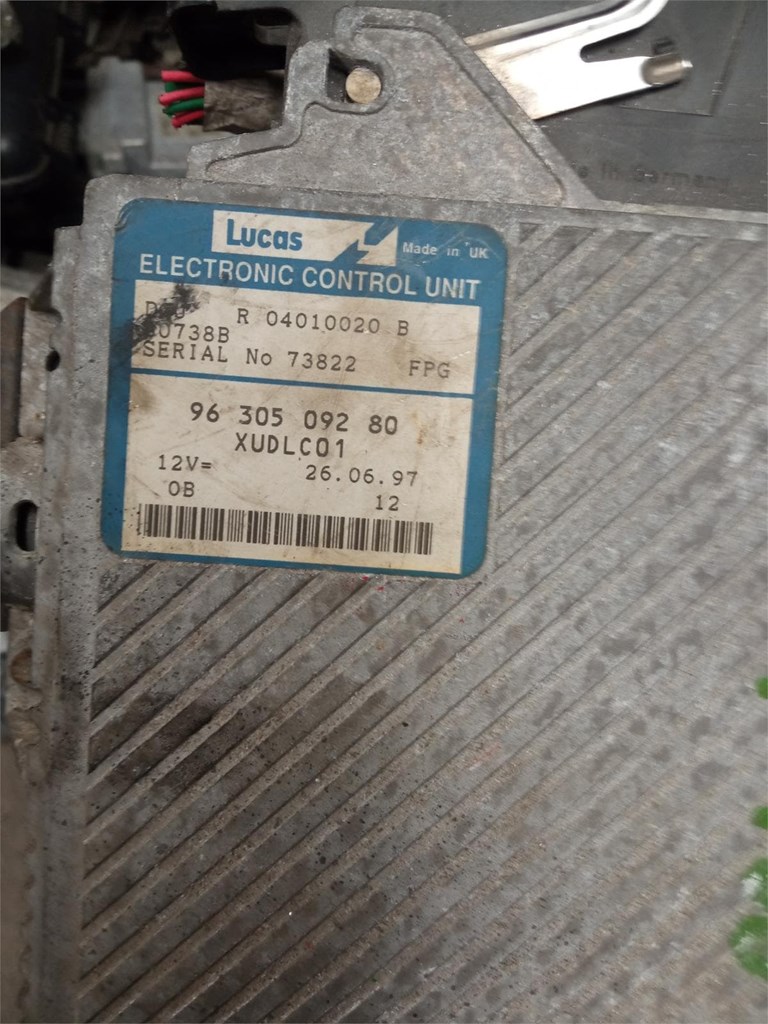 Lucas
Made in UK
ELECTRONIC CONTROL UNIT
R 04010020 B
SERIAL No 73822 FPG
96 305 092 80
XUDLC01
12V= 26.06.97
0B 12